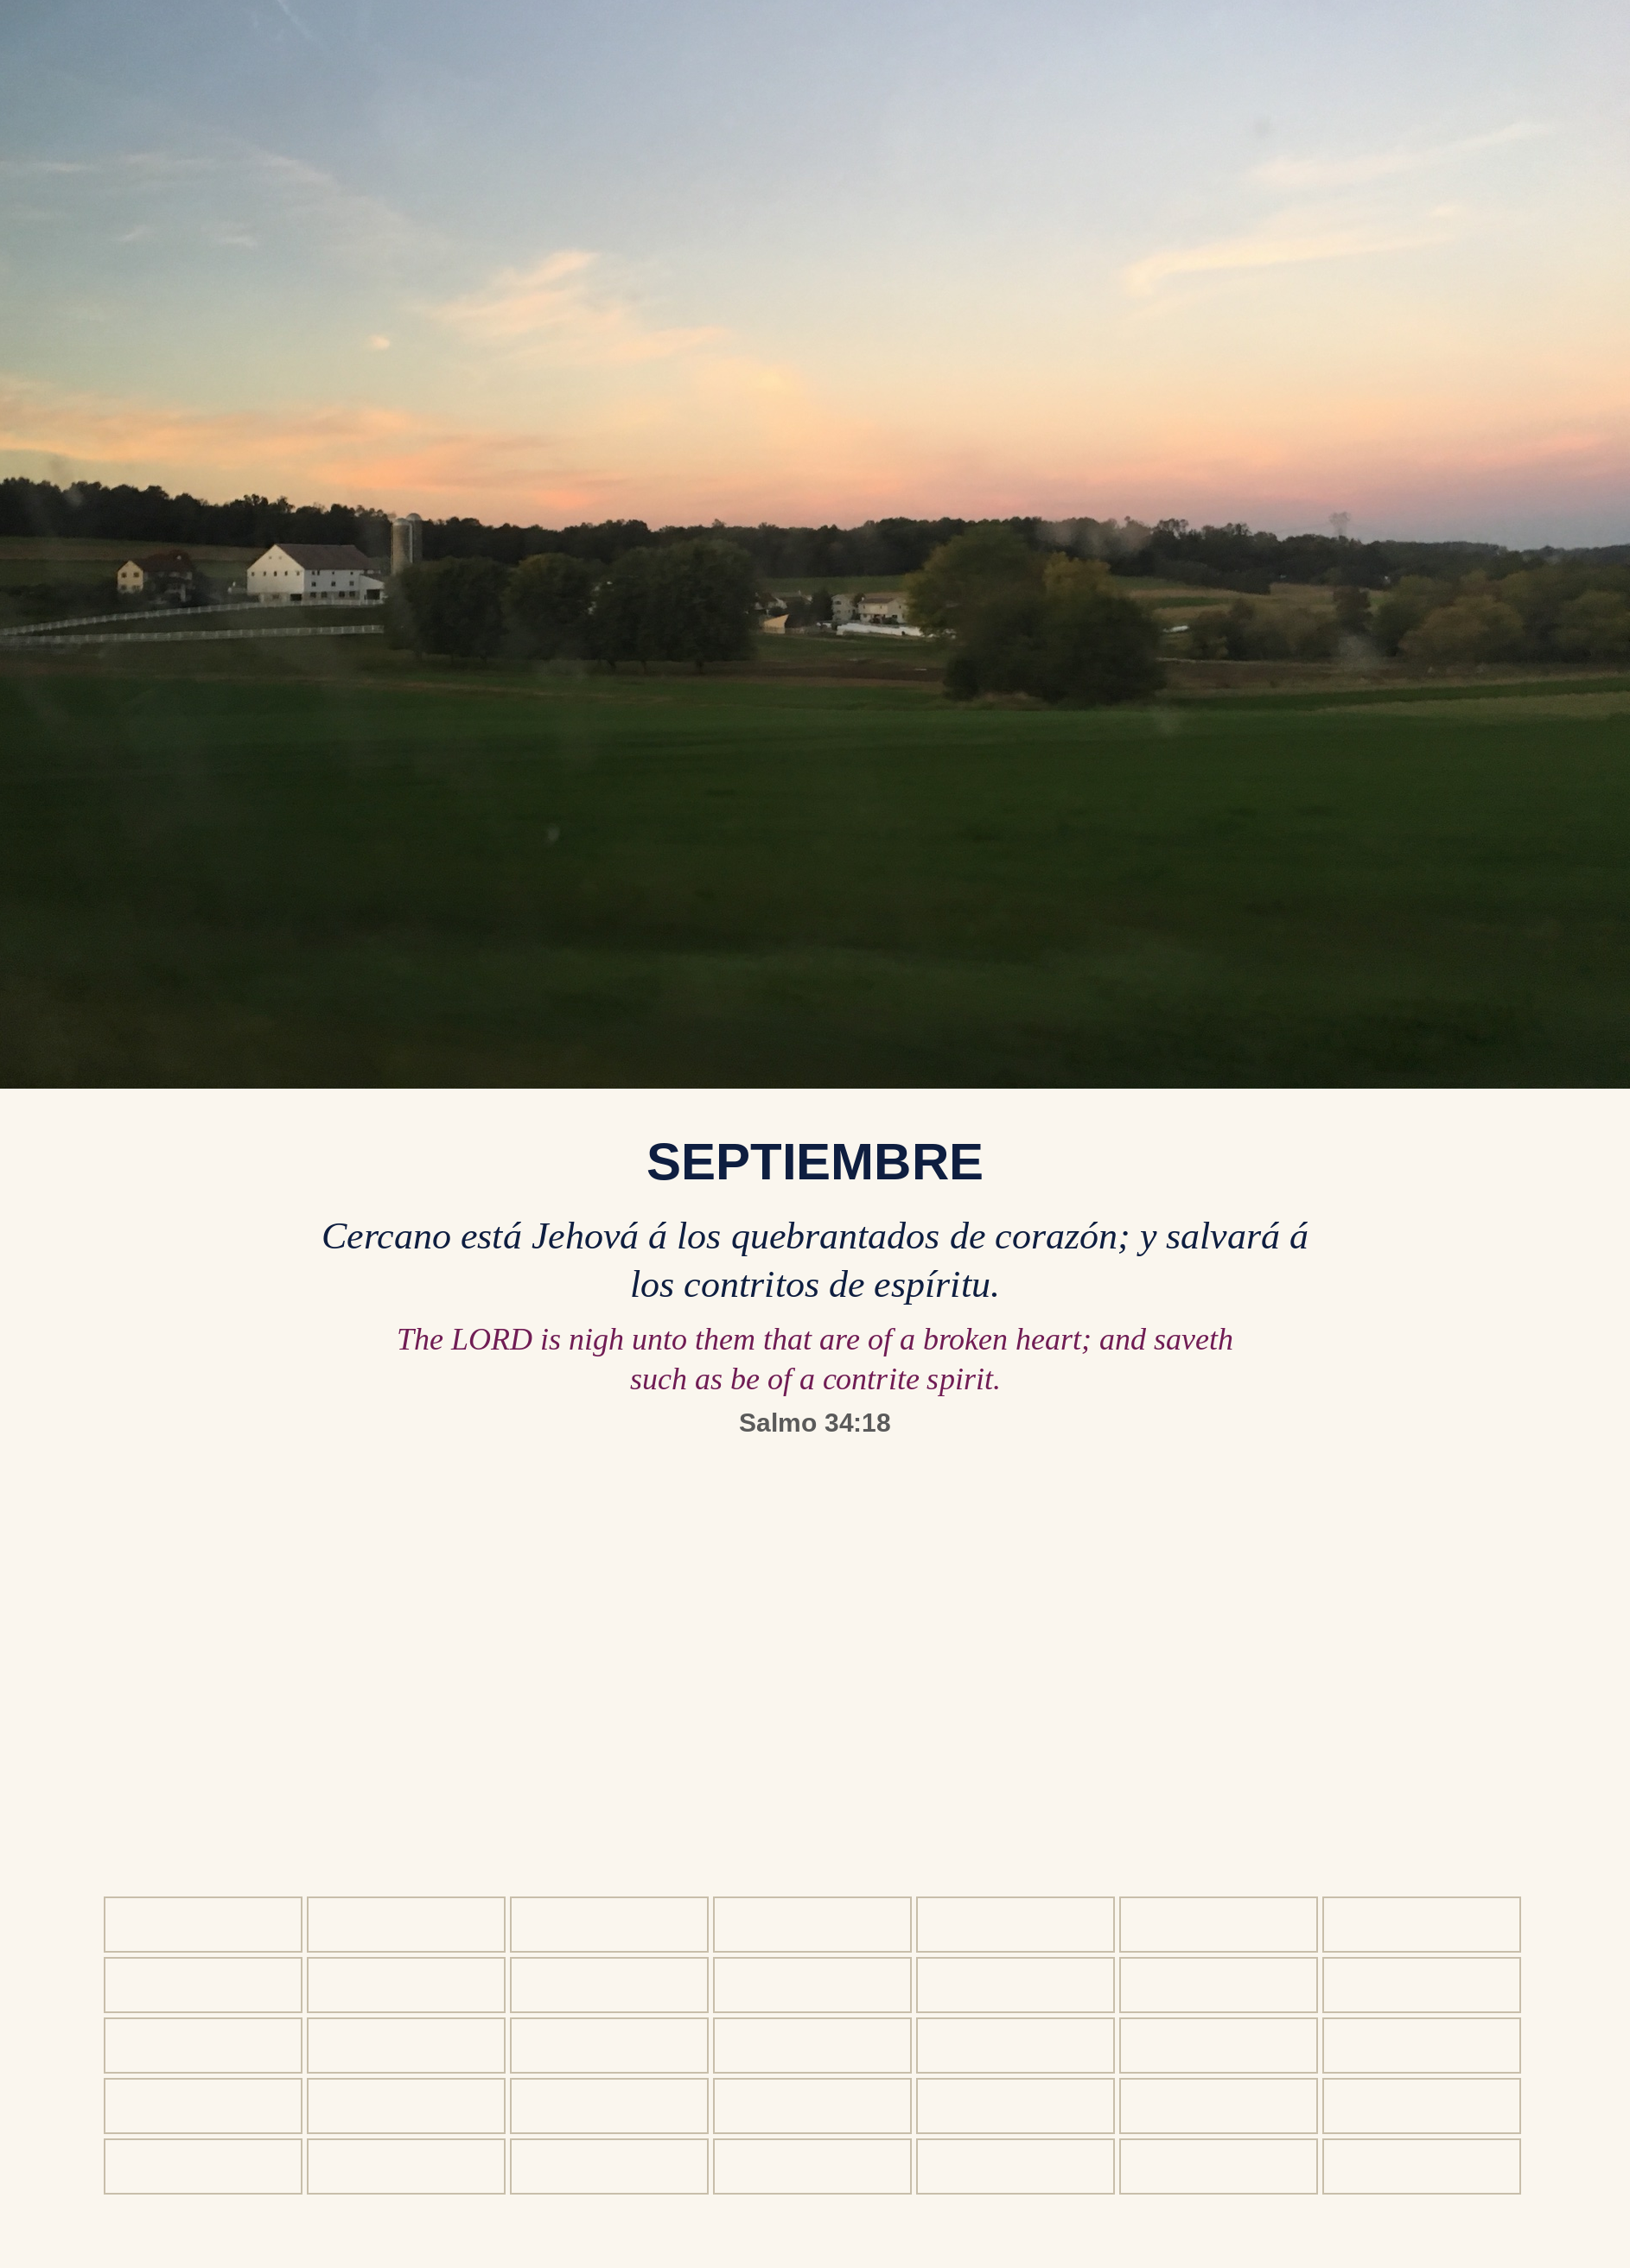 SEPTIEMBRE
Cercano está Jehová á los quebrantados de corazón; y salvará á
los contritos de espíritu.
The LORD is nigh unto them that are of a broken heart; and saveth
such as be of a contrite spirit.
Salmo 34:18